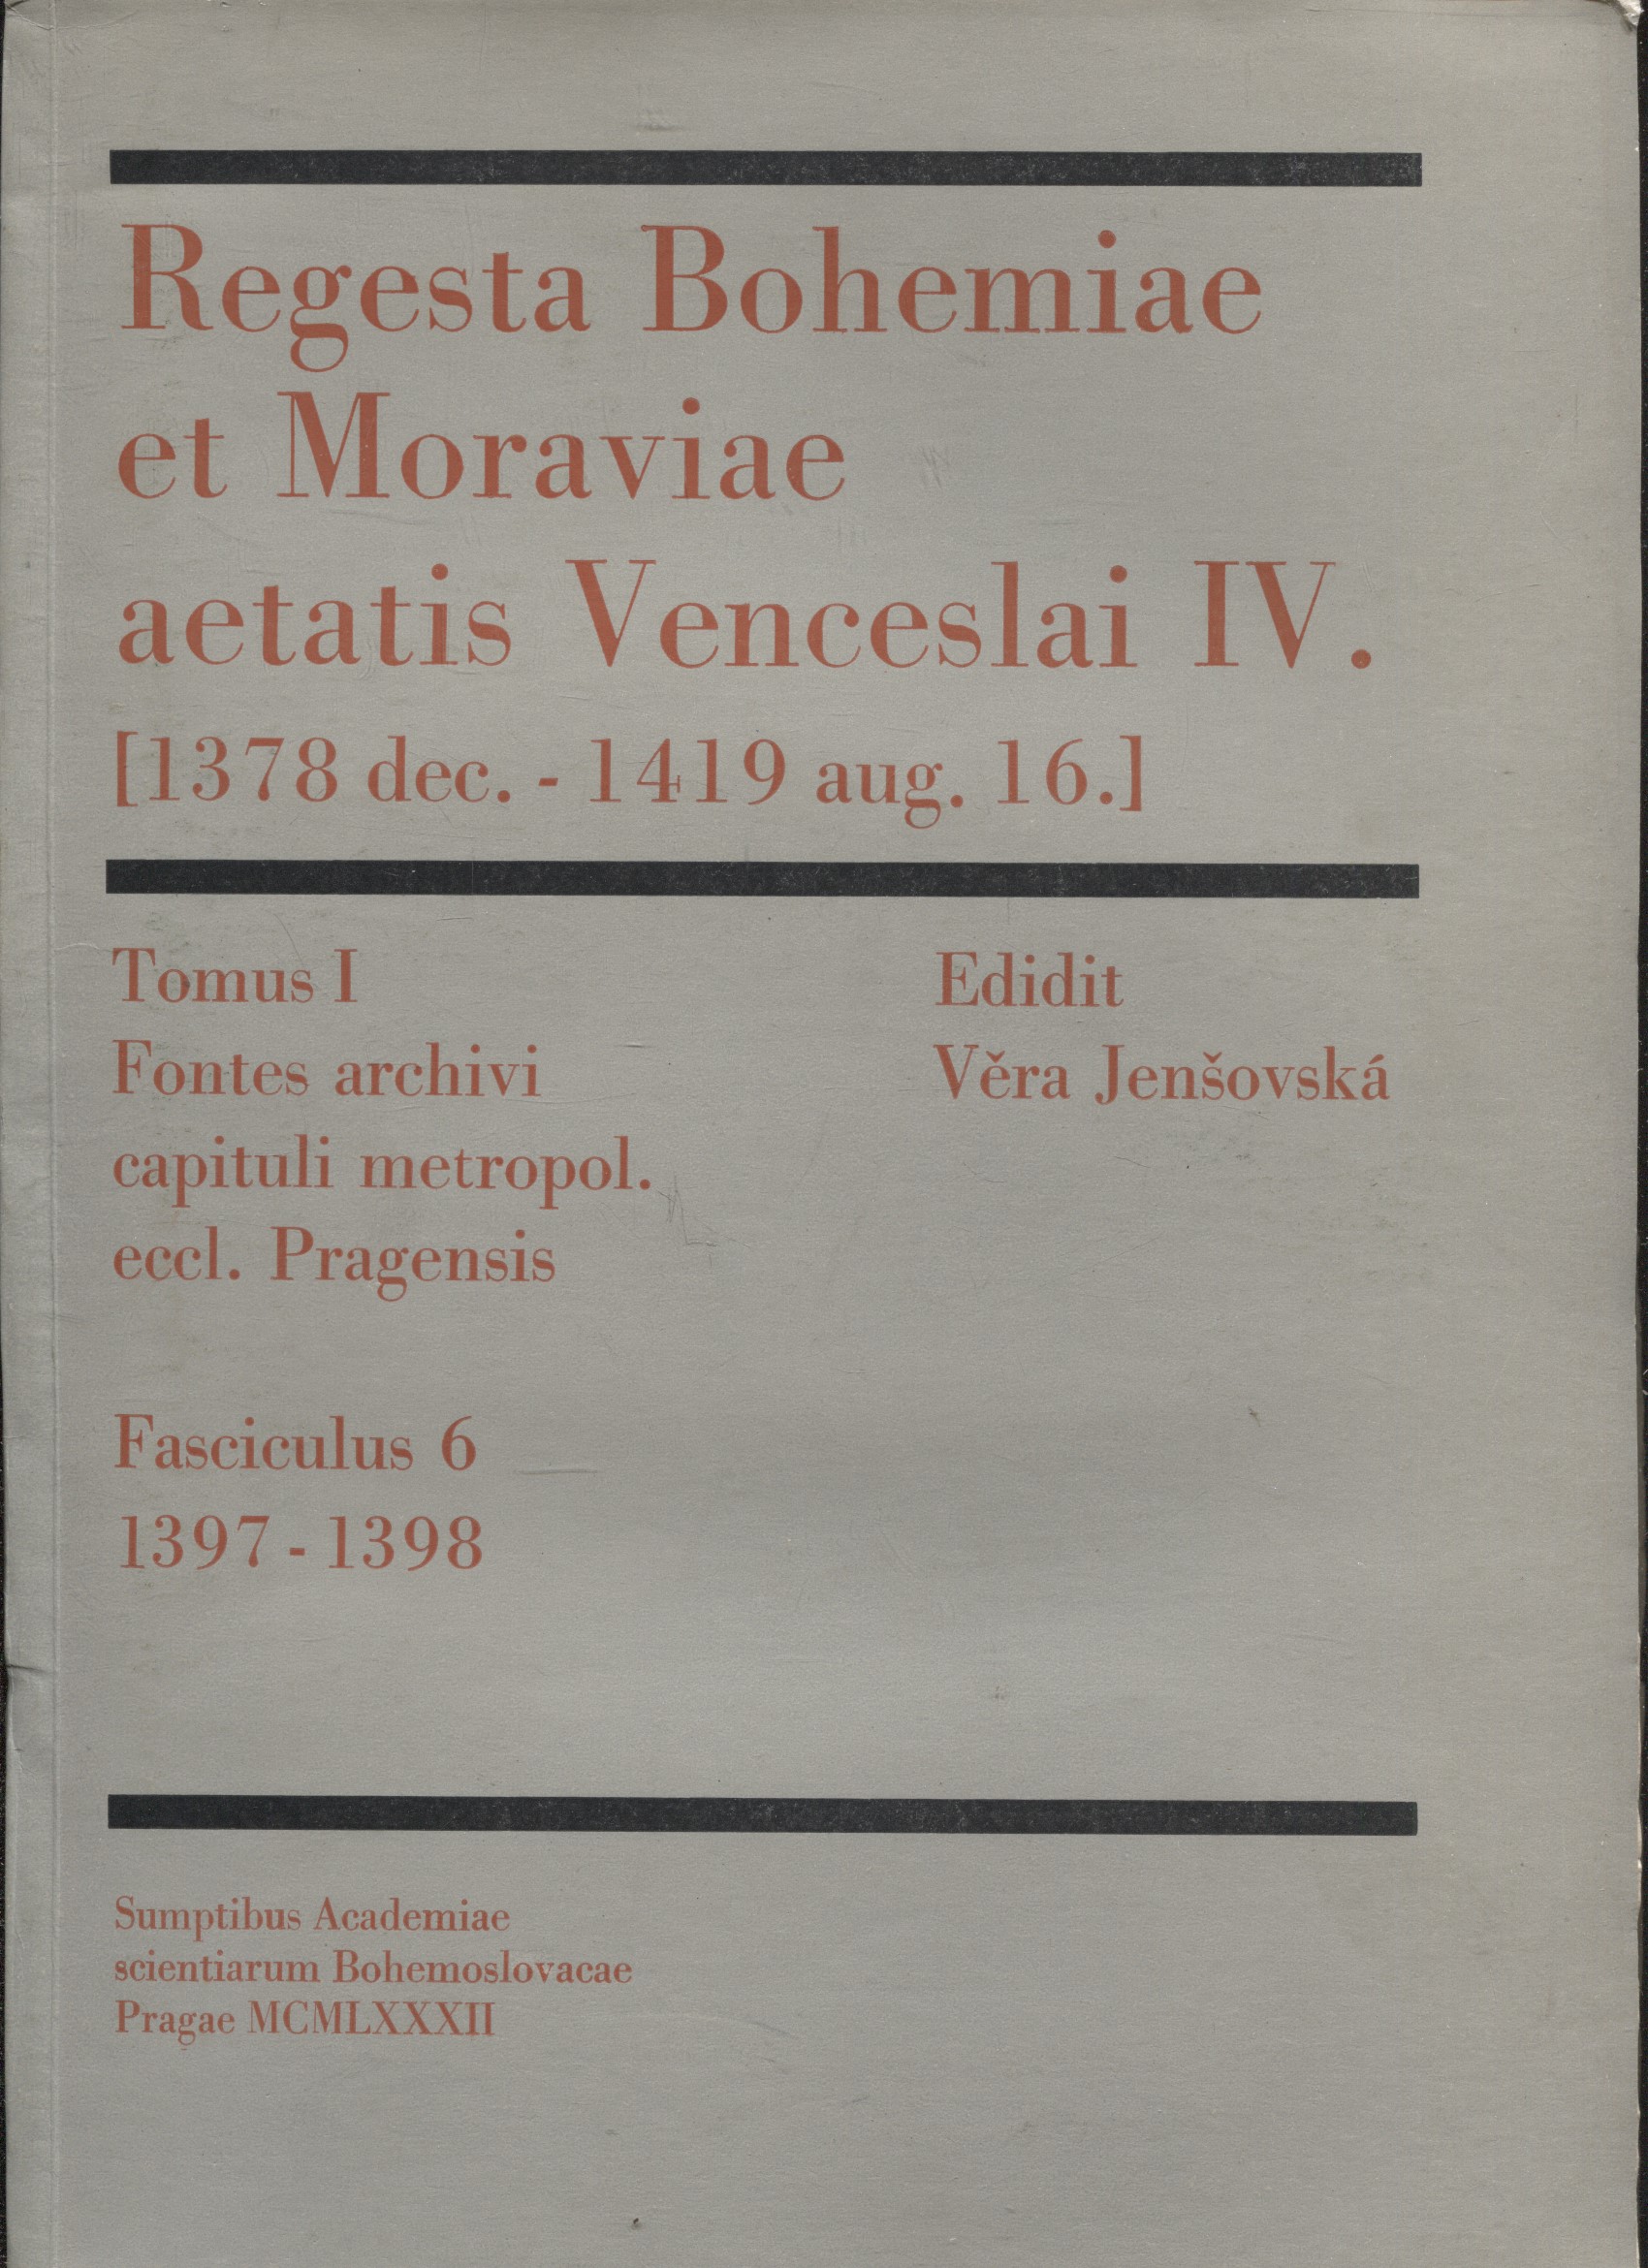 Regesta Bohemiae
et Moraviae
aetatis Venceslai IV.
[1378 dec. - 1419 aug. 16.]
Tomus I
Fontes archivi
capituli metropol.
eccl. Pragensis
Edidit
Věra Jenšovská
Fasciculus 6
1397 - 1398
Sumptibus Academiae
scientiarum Bohemoslovacae
Pragae MCMLXXXII